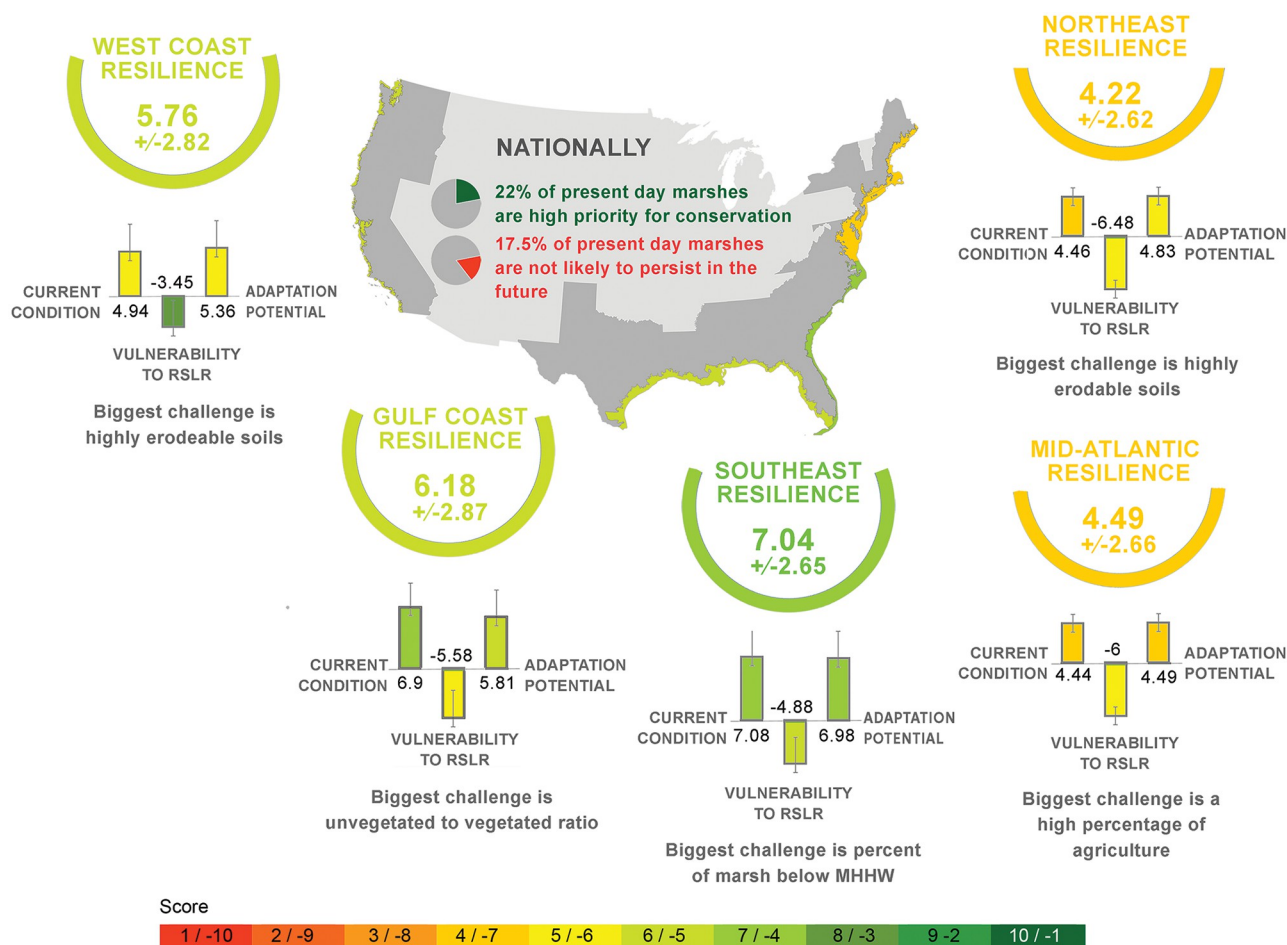 WEST COAST
RESILIENCE
5.76
+/-2.82
CURRENT
CONDITION
4.94
-3.45
5.36
ADAPTATION
POTENTIAL
VULNERABILITY
TO RSLR
Biggest challenge is
highly erodeable soils
NATIONALLY
22% of present day marshes
are high priority for conservation
17.5% of present day marshes
are not likely to persist in the
future
NORTHEAST
RESILIENCE
4.22
+/-2.62
CURRENT
CONDITION
4.46
-6.48
4.83
ADAPTATION
POTENTIAL
VULNERABILITY
TO RSLR
Biggest challenge is highly
erodable soils
GULF COAST
RESILIENCE
6.18
+/-2.87
CURRENT
CONDITION
6.9
-5.58
5.81
ADAPTATION
POTENTIAL
VULNERABILITY
TO RSLR
Biggest challenge is
unvegetated to vegetated ratio
SOUTHEAST
RESILIENCE
7.04
+/-2.65
CURRENT
CONDITION
7.08
-4.88
6.98
ADAPTATION
POTENTIAL
VULNERABILITY
TO RSLR
Biggest challenge is percent
of marsh below MHHW
MID-ATLANTIC
RESILIENCE
4.49
+/-2.66
CURRENT
CONDITION
4.44
-6
4.49
ADAPTATION
POTENTIAL
VULNERABILITY
TO RSLR
Biggest challenge is a
high percentage of
agriculture
Score
1 / -10 2 / -9 3 / -8 4 / -7 5 / -6 6 / -5 7 / -4 8 / -3 9 -2 10 / -1